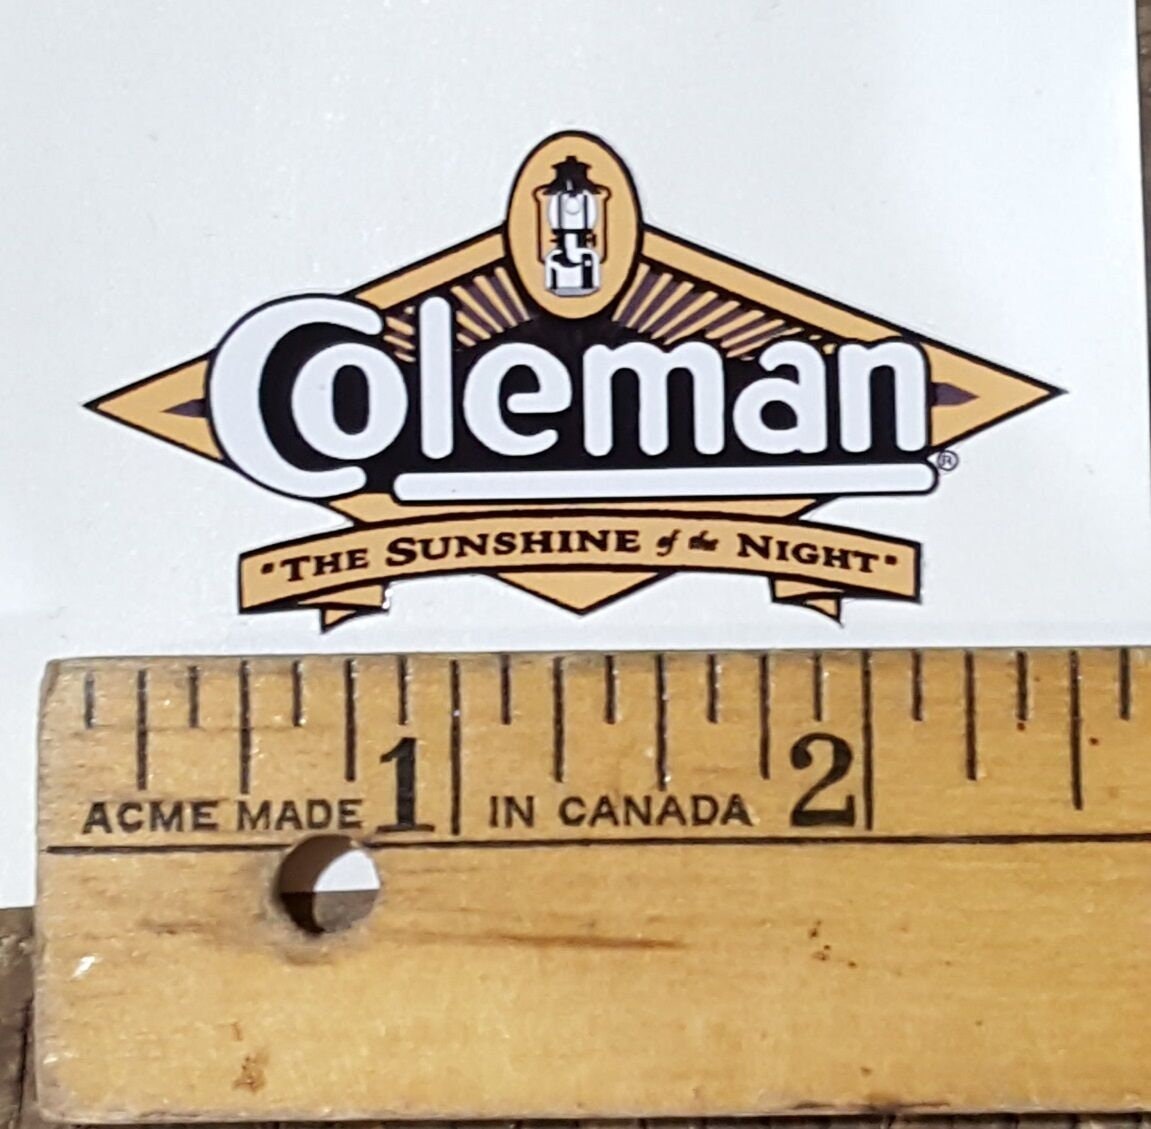 Coleman®
"THE SUNSHINE of the NIGHT"
1 2
ACME MADE IN CANADA